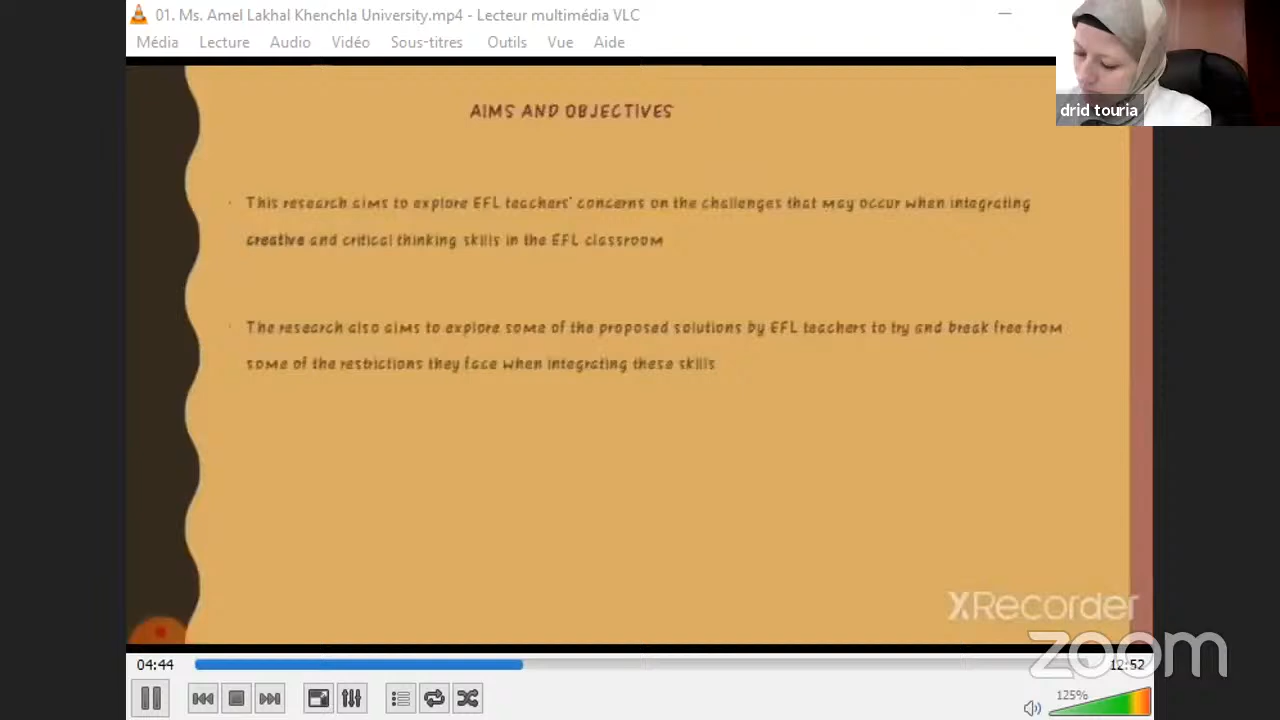 01. Ms. Amel Lakhal Khenchla University.mp4 - Lecteur multimédia VLC
Média Lecture Audio Vidéo Sous-titres Outils Vue Aide
drid touria
AIMS AND OBJECTIVES
· This research aims to explore EFL teachers' concerns on the challenges that may occur when integrating
creative and critical thinking skills in the EFL classroom
· The research also aims to explore some of the proposed solutions by EFL teachers to try and break free from
some of the restrictions they face when integrating these skills
XRecorder
zoom
04:44
12:52
125%